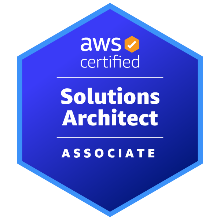 aws
certified
Solutions
Architect
ASSOCIATE